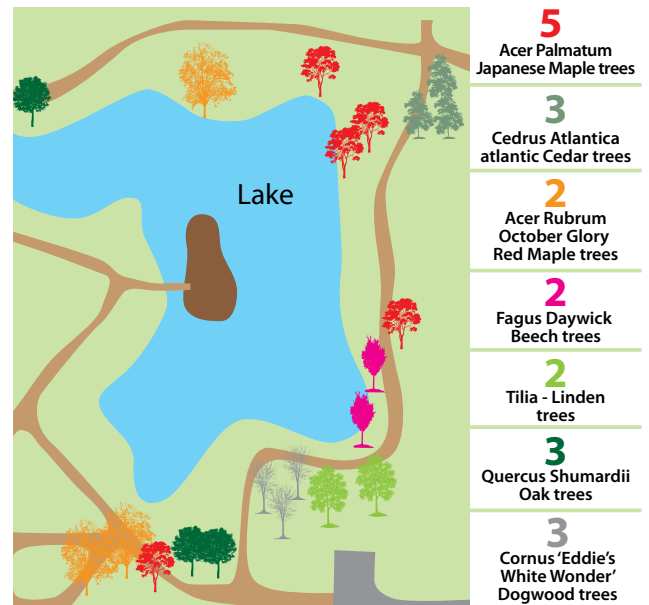 Lake
5
Acer Palmatum
Japanese Maple trees
3
Cedrus Atlantica
atlantic Cedar trees
2
Acer Rubrum
October Glory
Red Maple trees
2
Fagus Daywick
Beech trees
2
Tilia - Linden
trees
3
Quercus Shumardii
Oak trees
3
Cornus ‘Eddie’s
White Wonder’
Dogwood trees